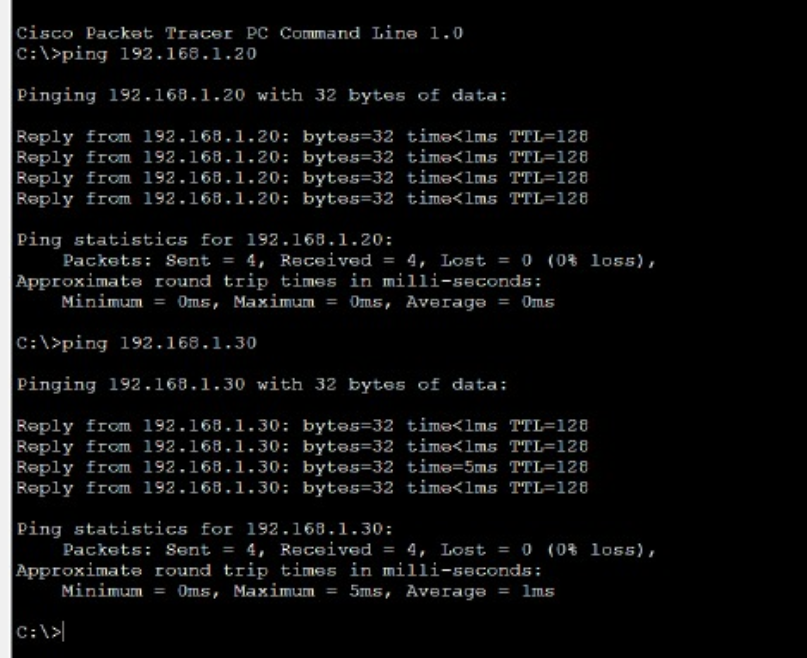 Cisco Packet Tracer PC Command Line 1.0
C:\>ping 192.168.1.20
Pinging 192.168.1.20 with 32 bytes of data:
Reply from 192.168.1.20: bytes=32 time<1ms TTL=128
Reply from 192.168.1.20: bytes=32 time<1ms TTL=128
Reply from 192.168.1.20: bytes=32 time<1ms TTL=128
Reply from 192.168.1.20: bytes=32 time<1ms TTL=128
Ping statistics for 192.168.1.20:
Packets: Sent = 4, Received = 4, Lost = 0 (0% loss),
Approximate round trip times in milli-seconds:
Minimum = 0ms, Maximum = 0ms, Average = 0ms
C:\>ping 192.168.1.30
Pinging 192.168.1.30 with 32 bytes of data:
Reply from 192.168.1.30: bytes=32 time<1ms TTL=128
Reply from 192.168.1.30: bytes=32 time<1ms TTL=128
Reply from 192.168.1.30: bytes=32 time=5ms TTL=128
Reply from 192.168.1.30: bytes=32 time<1ms TTL=128
Ping statistics for 192.168.1.30:
Packets: Sent = 4, Received = 4, Lost = 0 (0% loss),
Approximate round trip times in milli-seconds:
Minimum = 0ms, Maximum = 5ms, Average = 1ms
C:\>